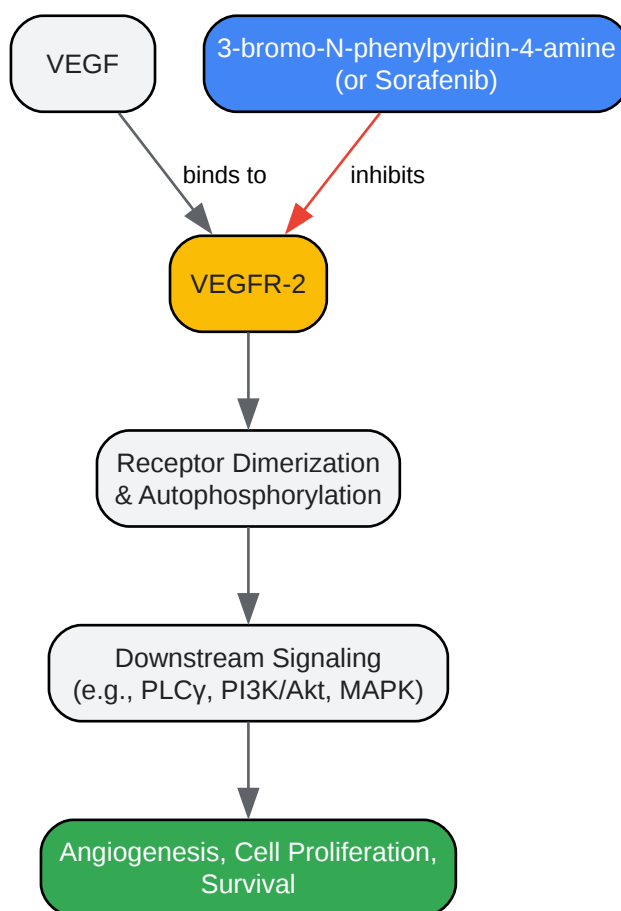 VEGF
3-bromo-N-phenylpyridin-4-amine
(or Sorafenib)
binds to
inhibits
VEGFR-2
Receptor Dimerization
& Autophosphorylation
Downstream Signaling
(e.g., PLCγ, PI3K/Akt, MAPK)
Angiogenesis, Cell Proliferation,
Survival